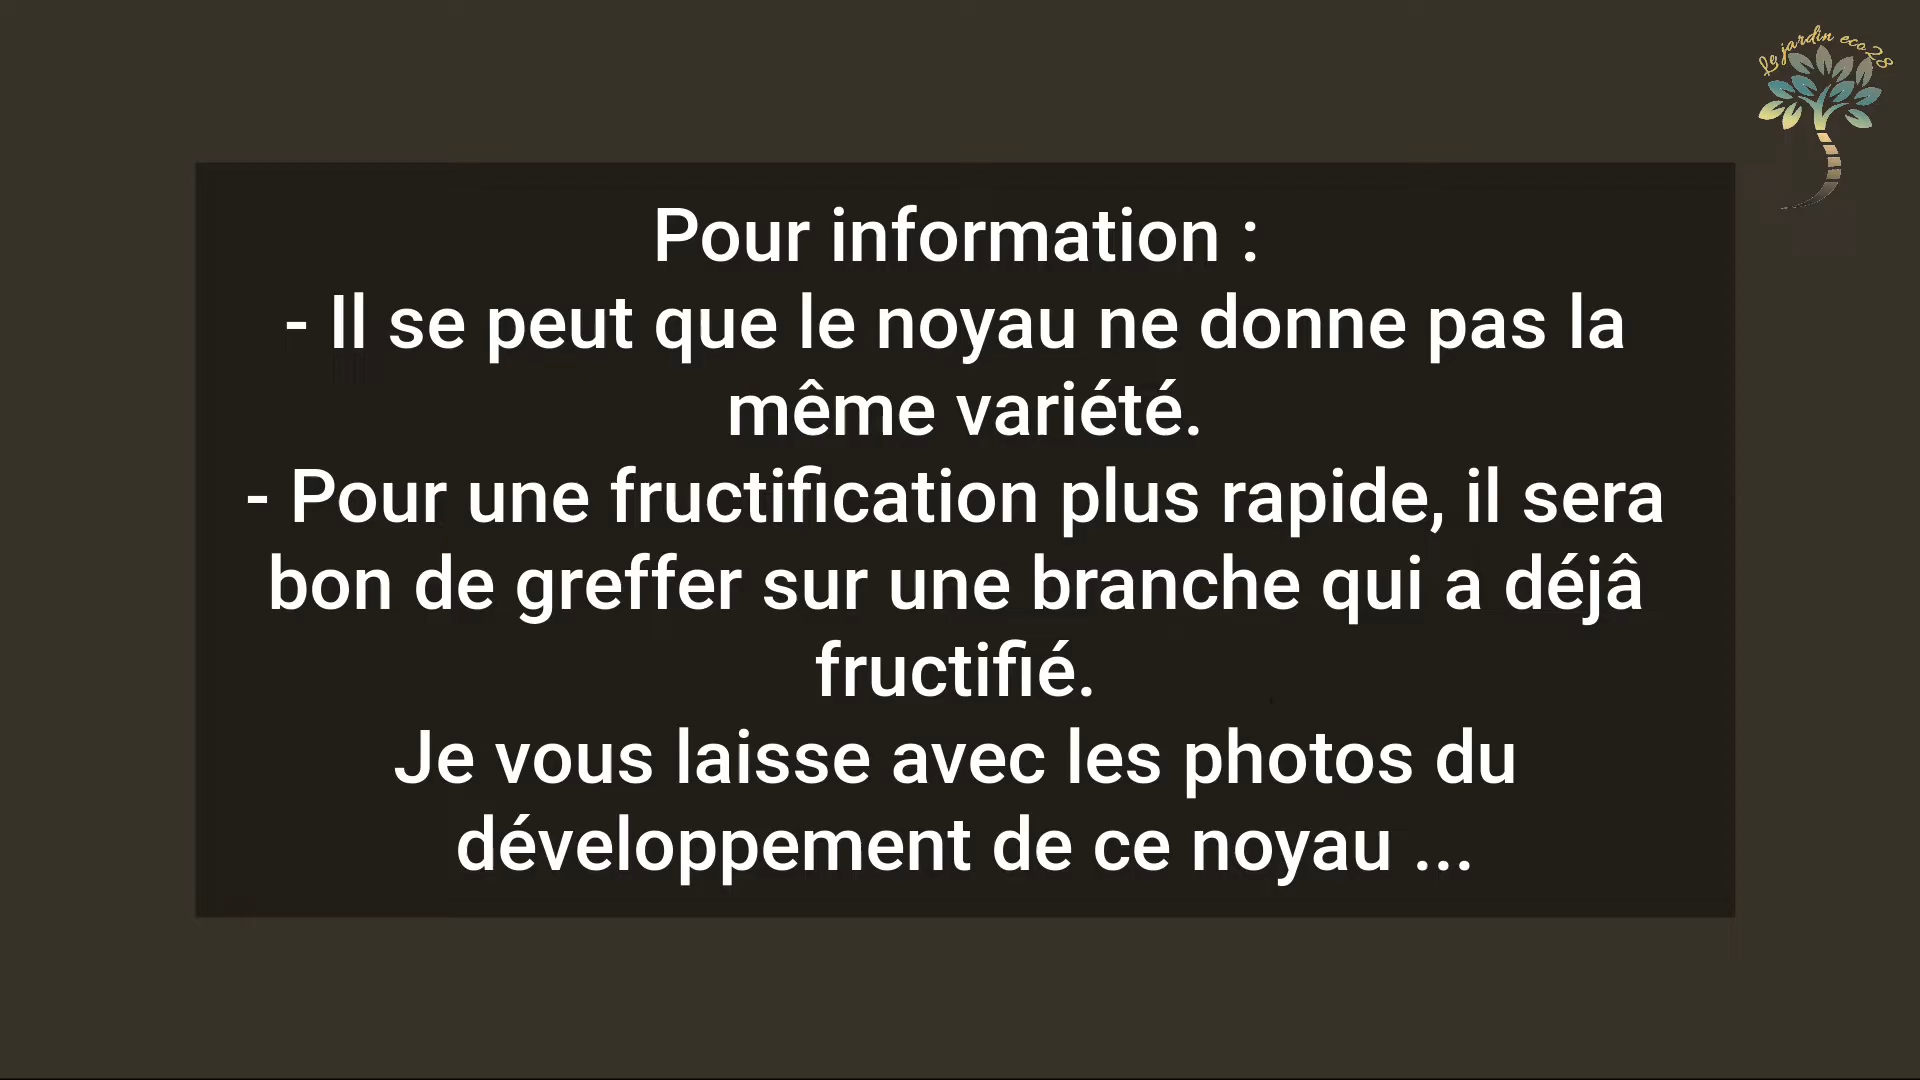 Le jardin eco28
Pour information :
- Il se peut que le noyau ne donne pas la
même variété.
- Pour une fructification plus rapide, il sera
bon de greffer sur une branche qui a déjâ
fructifié.
Je vous laisse avec les photos du
développement de ce noyau ...